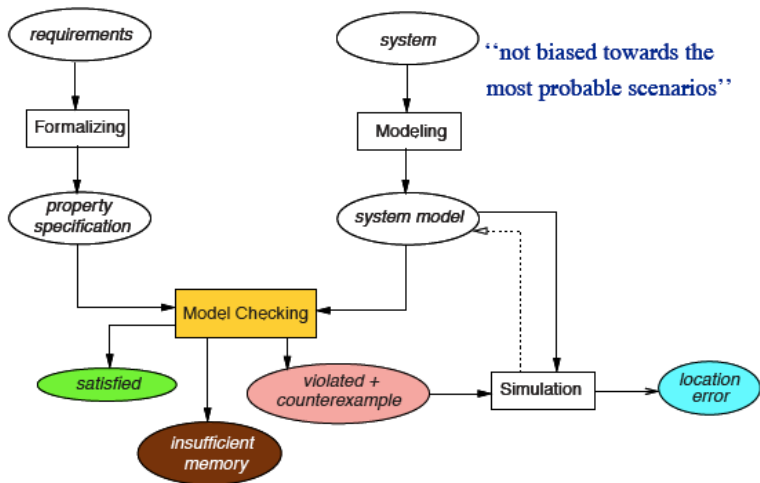 requirements
system
‘‘not biased towards the
most probable scenarios’’
Formalizing
Modeling
property
specification
system model
Model Checking
satisfied
violated +
counterexample
Simulation
location
error
insufficient
memory